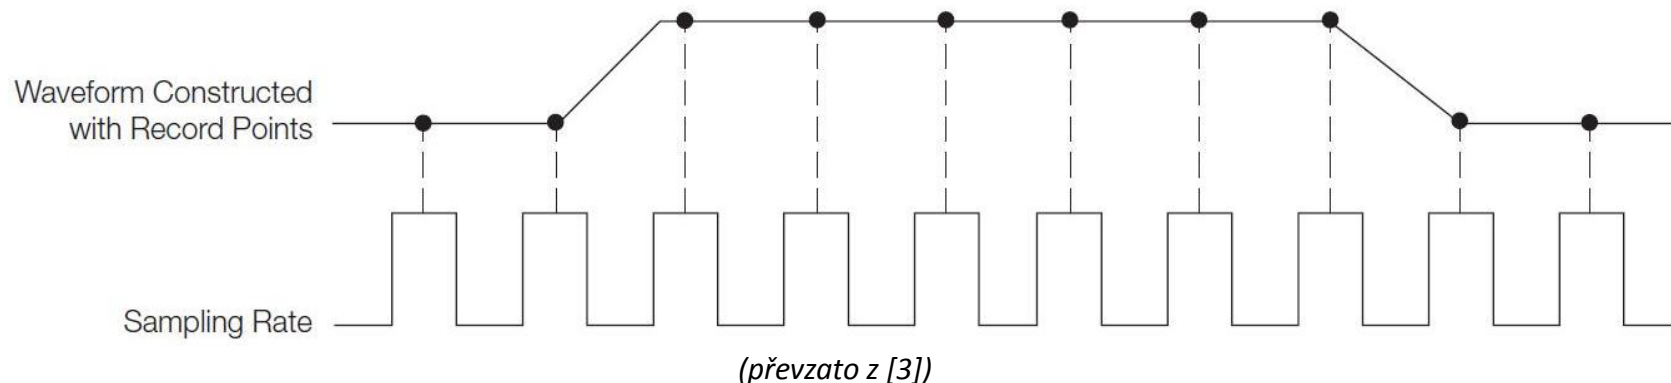 Waveform Constructed
with Record Points
Sampling Rate
(převzato z [3])